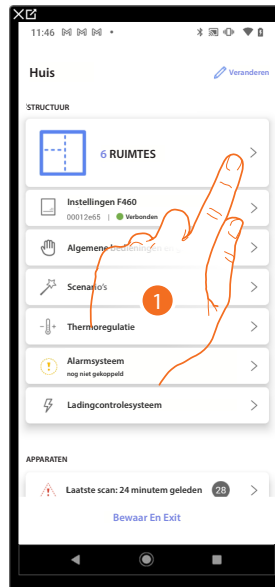 11:46
Huis
Veranderen
STRUCTUUR
6 RUIMTES
Instellingen F460
00012e65 | Verbonden
Algemene bedieningen
Scenario's
1
Thermoregulatie
Alarmsysteem
nog niet gekoppeld
Ladingcontrolesysteem
APPARATEN
Laatste scan: 24 minutem geleden 28
Bewaar En Exit